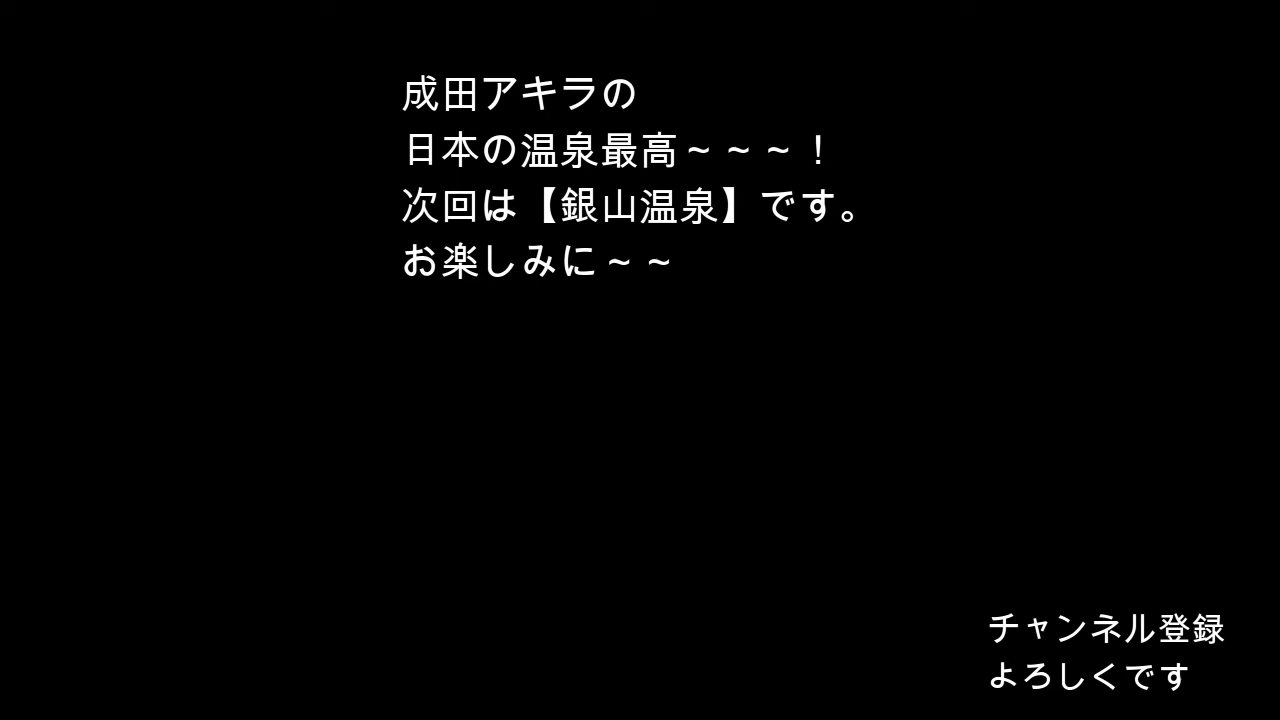 成田アキラの
日本の温泉最高～～～！
次回は【銀山温泉】です。
お楽しみに～～
チャンネル登録
よろしくです